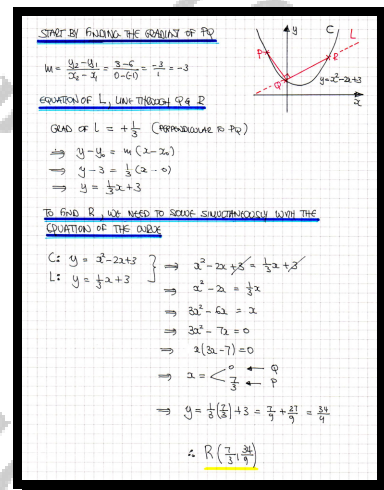 START BY FINDING THE GRADIENT OF PQ
m = (y₂-y₁)/(x₂-x₁) = (3-6)/(0-(-1)) = -3/1 = -3
y
C
L
P
R
Q
y=x²-2x+3
x
EQUATION OF L, LINE THROUGH Q & R
GRAD OF L = +1/3 (PERPENDICULAR TO PQ)
⇒ y-y₀ = m(x-x₀)
⇒ y-3 = 1/3(x-0)
⇒ y = 1/3x+3
TO FIND R, WE NEED TO SOLVE SIMULTANEOUSLY WITH THE
EQUATION OF THE CURVE
C: y = x²-2x+3
L: y = 1/3x+3
} ⇒ x²-2x+3 = 1/3x+3
⇒ x²-2x = 1/3x
⇒ 3x²-6x = x
⇒ 3x²-7x = 0
⇒ x(3x-7) = 0
⇒ x = < 0 ← Q
7/3 ← P
⇒ y = 1/3(7/3)+3 = 7/9+27/9 = 34/9
∴ R(7/3, 34/9)